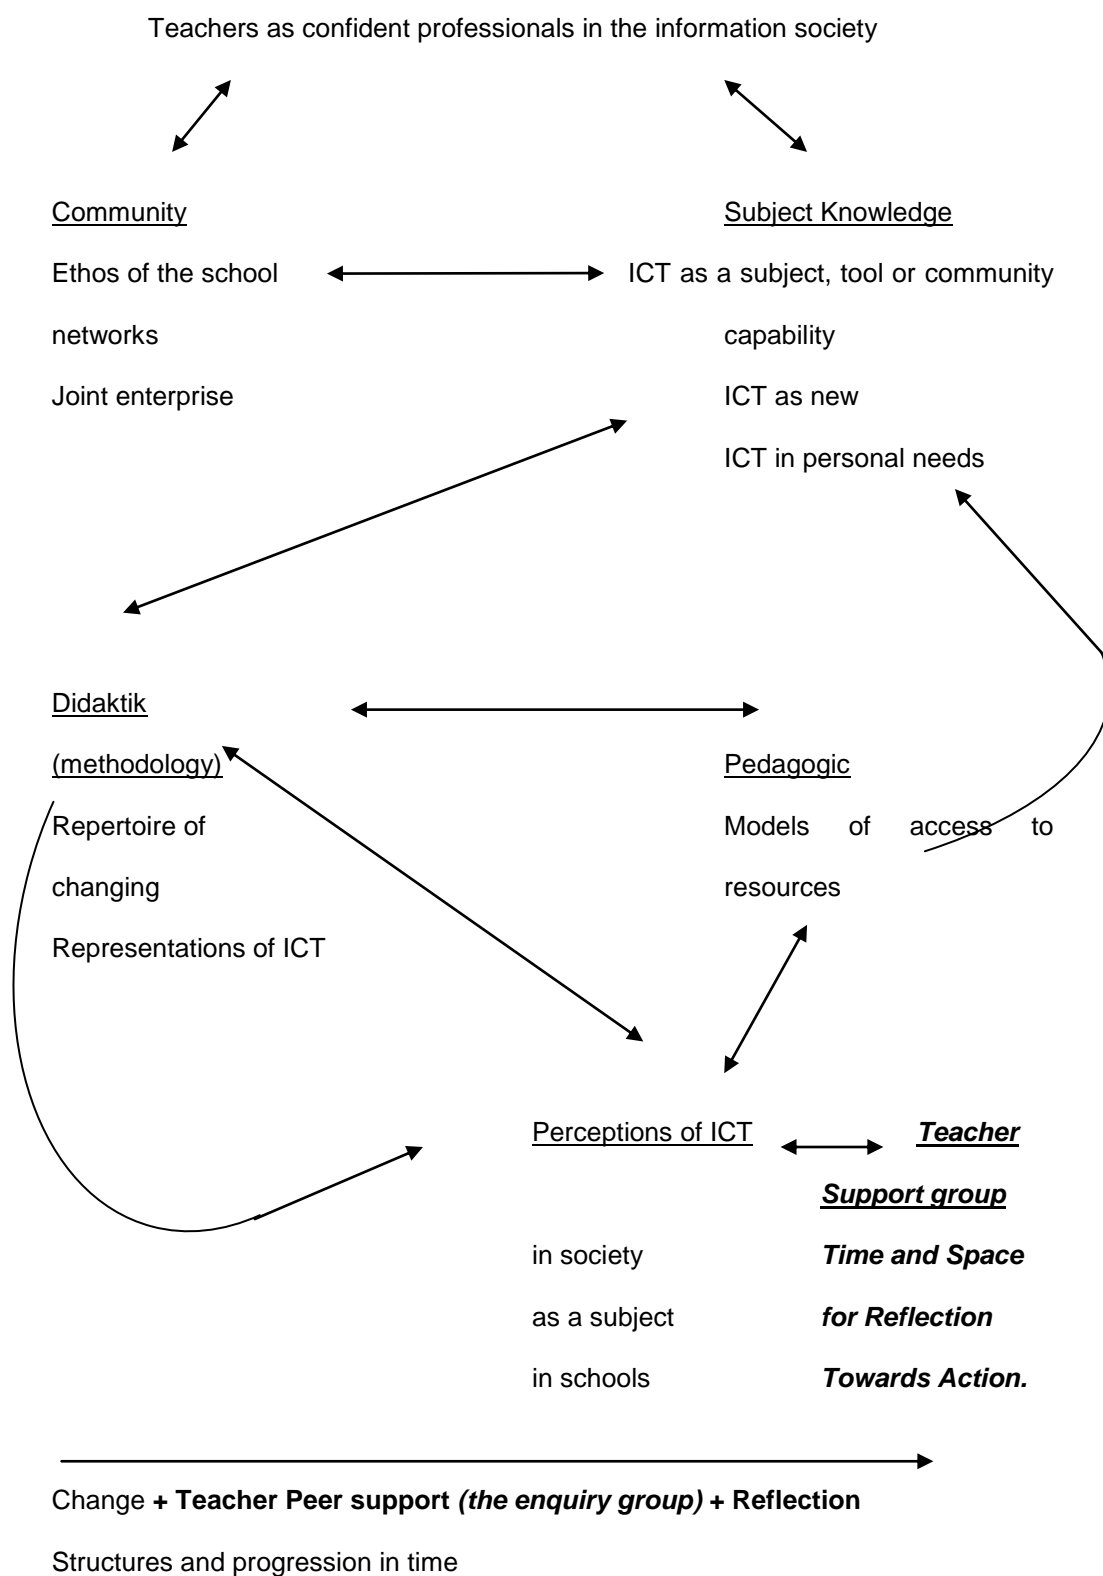 Teachers as confident professionals in the information society
Community
Subject Knowledge
Ethos of the school
ICT as a subject, tool or community
networks
capability
Joint enterprise
ICT as new
ICT in personal needs
Didaktik
(methodology)
Pedagogic
Repertoire of
Models of access to
changing
resources
Representations of ICT
Perceptions of ICT
Teacher
Support group
in society
Time and Space
as a subject
for Reflection
in schools
Towards Action.
Change + Teacher Peer support (the enquiry group) + Reflection
Structures and progression in time